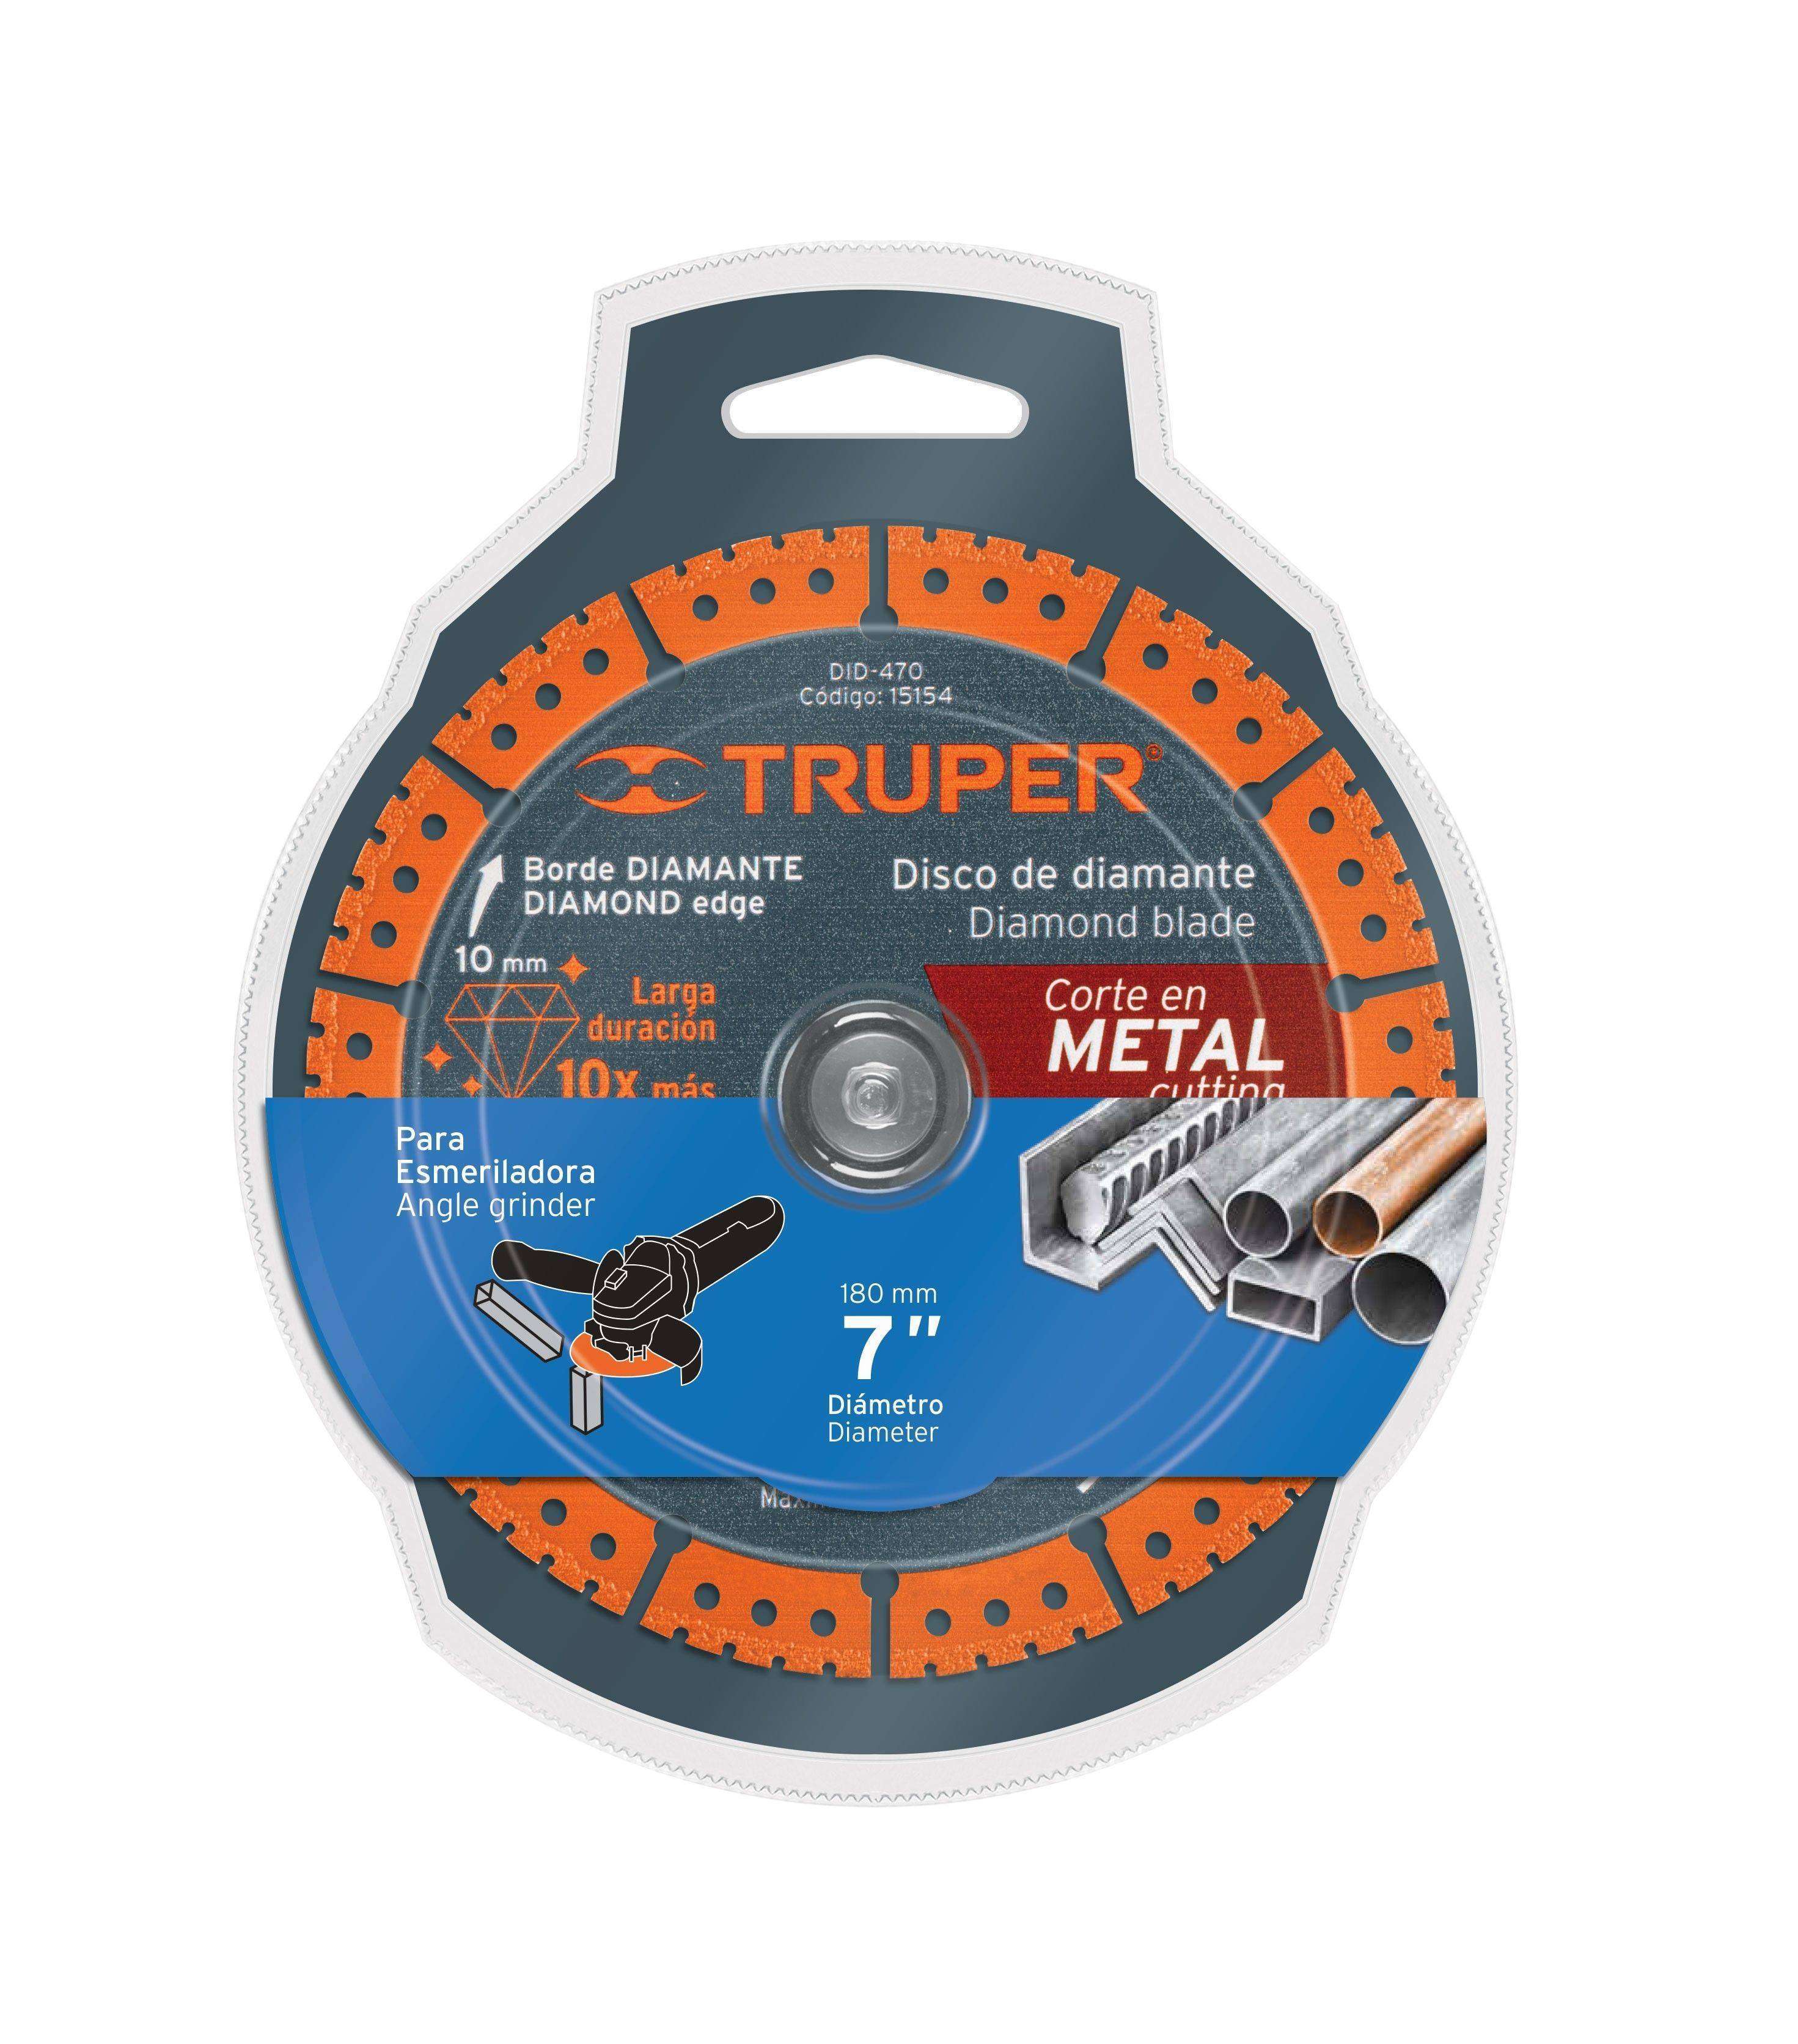 DID-470
Código: 15154
TRUPER®
Borde DIAMANTE
DIAMOND edge
10 mm
Disco de diamante
Diamond blade
Larga
duración
10x más
Corte en
METAL
cutting
Para
Esmeriladora
Angle grinder
180 mm
7"
Diámetro
Diameter